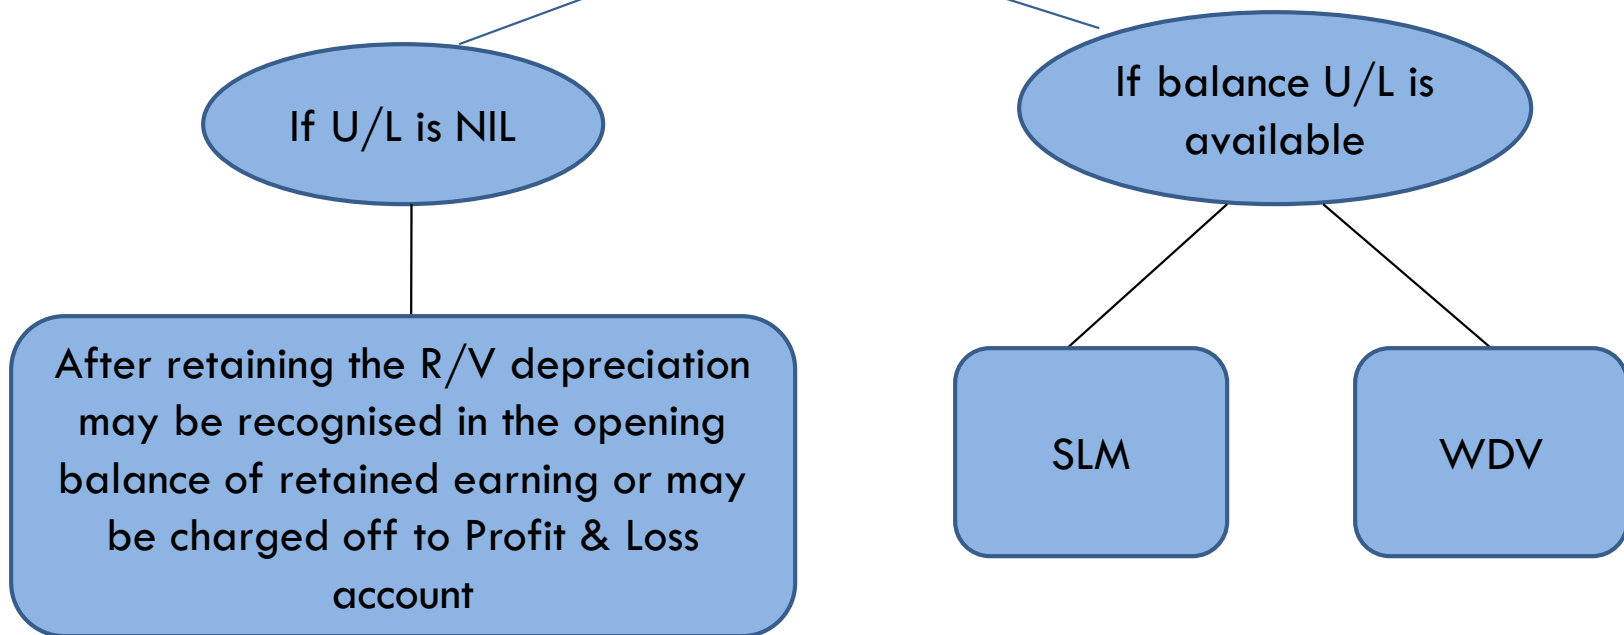 If U/L is NIL
If balance U/L is
available
After retaining the R/V depreciation
may be recognised in the opening
balance of retained earning or may
be charged off to Profit & Loss
account
SLM
WDV